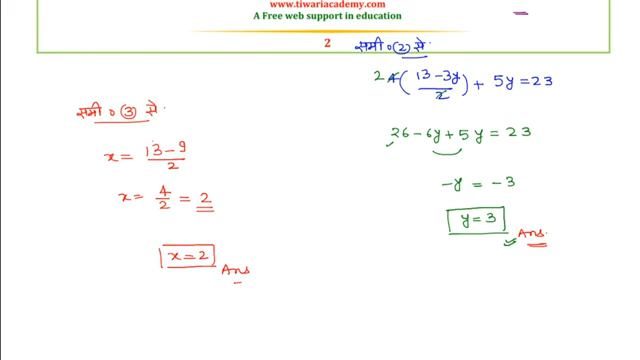 www.tiwariacademy.com
A Free web support in education
2
समी० (2) से
2 4(13-3y/2) + 5y = 23
26 - 6y + 5y = 23
-y = -3
y = 3
Ans.
समी० (3) से
x = 13-9/2
x = 4/2 = 2
x = 2
Ans